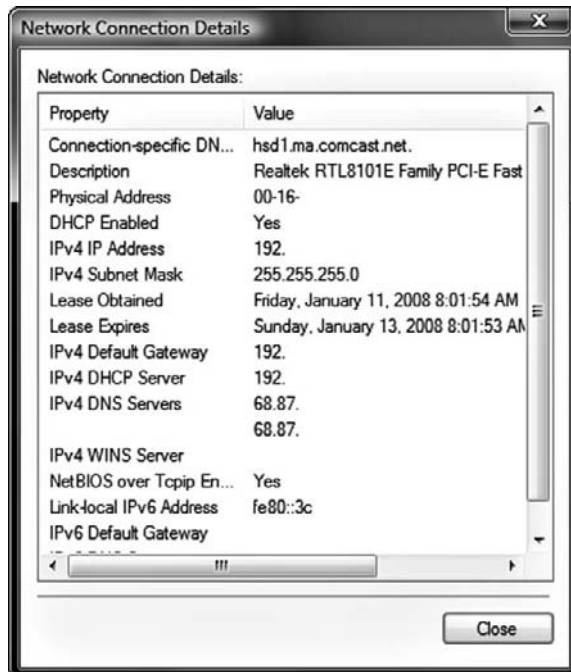 Network Connection Details
Network Connection Details:
Property Value
Connection-specific DN... hsd1.ma.comcast.net.
Description Realtek RTL8101E Family PCI-E Fast
Physical Address 00-16-
DHCP Enabled Yes
IPv4 IP Address 192.
IPv4 Subnet Mask 255.255.255.0
Lease Obtained Friday, January 11, 2008 8:01:54 AM
Lease Expires Sunday, January 13, 2008 8:01:53 AM
IPv4 Default Gateway 192.
IPv4 DHCP Server 192.
IPv4 DNS Servers 68.87.
68.87.
IPv4 WINS Server
NetBIOS over Tcpip En... Yes
Link-local IPv6 Address fe80::3c
IPv6 Default Gateway
Close